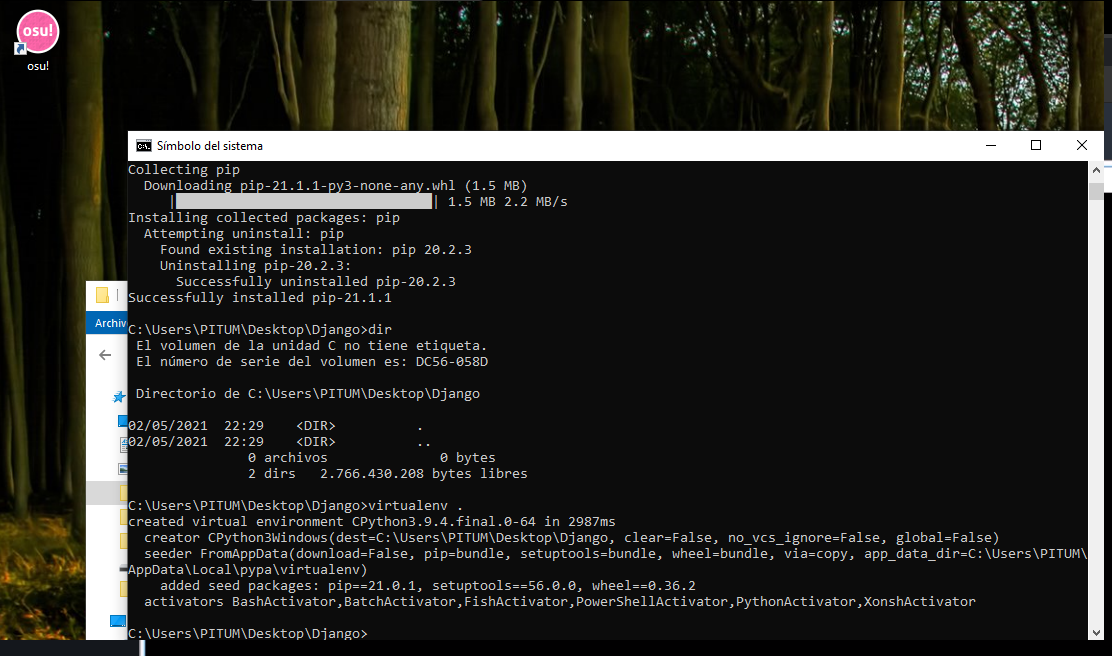 osu!
osu!
Símbolo del sistema
Collecting pip
Downloading pip-21.1.1-py3-none-any.whl (1.5 MB)
| | 1.5 MB 2.2 MB/s
Installing collected packages: pip
Attempting uninstall: pip
Found existing installation: pip 20.2.3
Uninstalling pip-20.2.3:
Successfully uninstalled pip-20.2.3
Successfully installed pip-21.1.1
Archiv
C:\Users\PITUM\Desktop\Django>dir
El volumen de la unidad C no tiene etiqueta.
El número de serie del volumen es: DC56-058D
Directorio de C:\Users\PITUM\Desktop\Django
02/05/2021 22:29 <DIR> .
02/05/2021 22:29 <DIR> ..
0 archivos 0 bytes
2 dirs 2.766.430.208 bytes libres
C:\Users\PITUM\Desktop\Django>virtualenv .
created virtual environment CPython3.9.4.final.0-64 in 2987ms
creator CPython3Windows(dest=C:\Users\PITUM\Desktop\Django, clear=False, no_vcs_ignore=False, global=False)
seeder FromAppData(download=False, pip=bundle, setuptools=bundle, wheel=bundle, via=copy, app_data_dir=C:\Users\PITUM\
AppData\Local\pypa\virtualenv)
added seed packages: pip==21.0.1, setuptools==56.0.0, wheel==0.36.2
activators BashActivator,BatchActivator,FishActivator,PowerShellActivator,PythonActivator,XonshActivator
C:\Users\PITUM\Desktop\Django>